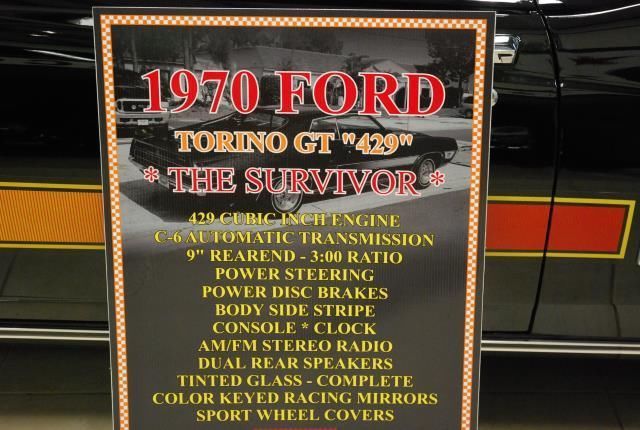 1970 FORD
TORINO GT "429"
* THE SURVIVOR *
429 CUBIC INCH ENGINE
C-6 AUTOMATIC TRANSMISSION
9" REAREND - 3:00 RATIO
POWER STEERING
POWER DISC BRAKES
BODY SIDE STRIPE
CONSOLE * CLOCK
AM/FM STEREO RADIO
DUAL REAR SPEAKERS
TINTED GLASS - COMPLETE
COLOR KEYED RACING MIRRORS
SPORT WHEEL COVERS